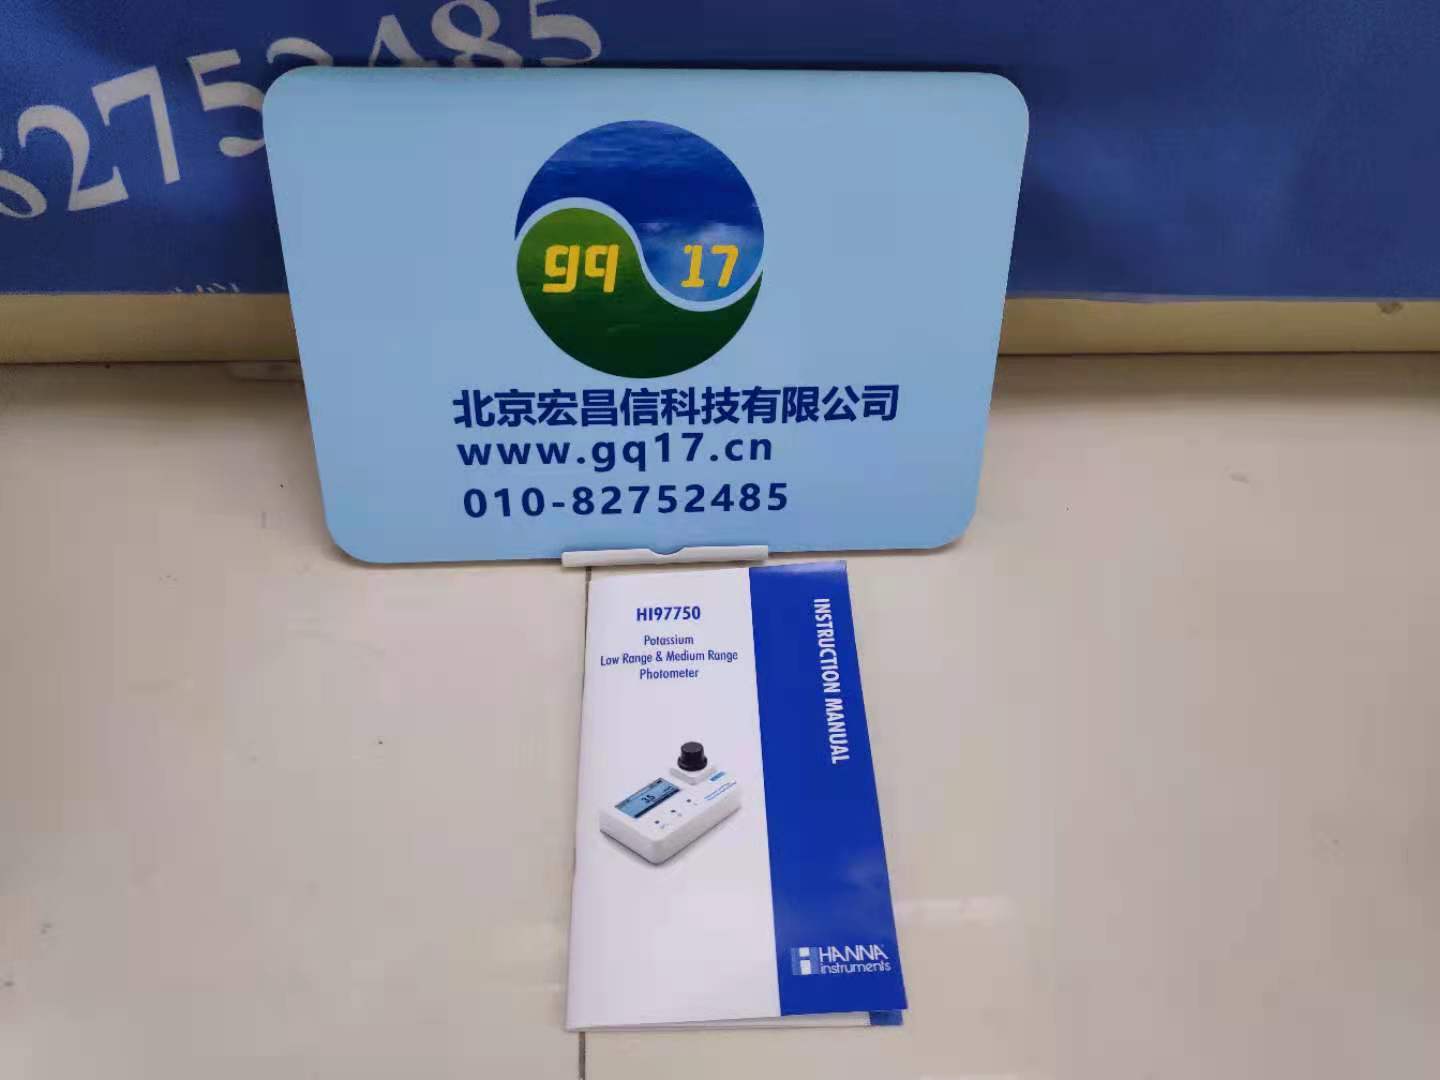 82752485
gq 17
北京宏昌信科技有限公司
www.gq17.cn
010-82752485
HI97750
Potassium
Low Range & Medium Range
Photometer
INSTRUCTION MANUAL
HANNA
instruments